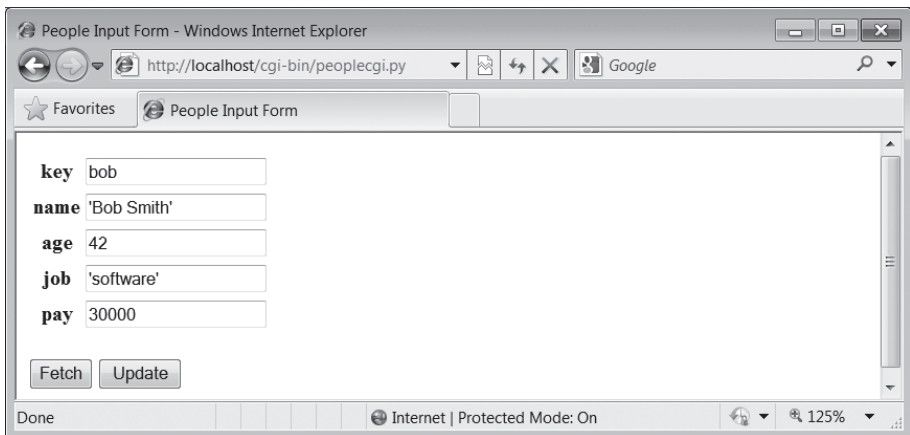 People Input Form - Windows Internet Explorer
http://localhost/cgi-bin/peoplecgi.py
Google
Favorites
People Input Form
key bob
name 'Bob Smith'
age 42
job 'software'
pay 30000
Fetch Update
Done
Internet | Protected Mode: On
125%